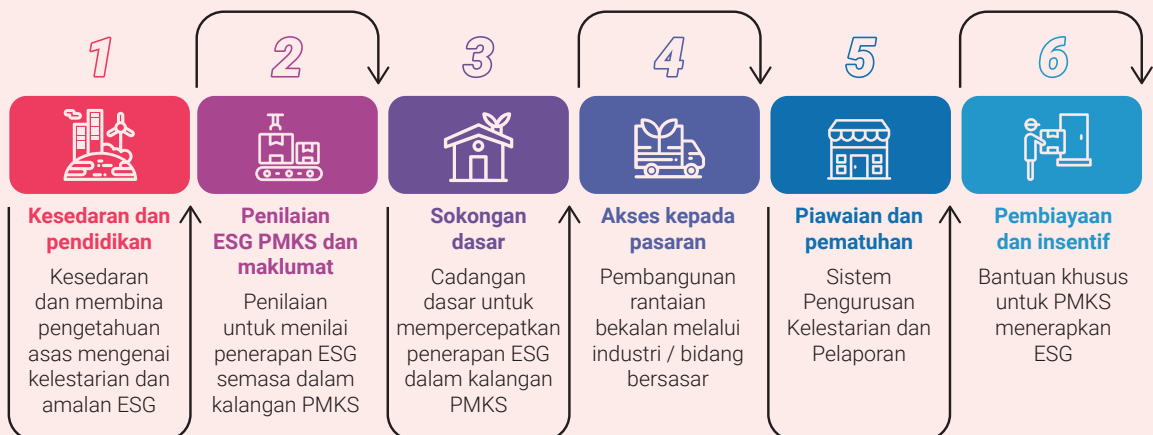 1
Kesedaran dan
pendidikan
Kesedaran
dan membina
pengetahuan
asas mengenai
kelestarian dan
amalan ESG
2
Penilaian
ESG PMKS dan
maklumat
Penilaian
untuk menilai
penerapan ESG
semasa dalam
kalangan PMKS
3
Sokongan
dasar
Cadangan
dasar untuk
mempercepatkan
penerapan ESG
dalam kalangan
PMKS
4
Akses kepada
pasaran
Pembangunan
rantaian
bekalan melalui
industri / bidang
bersasar
5
Piawaian dan
pematuhan
Sistem
Pengurusan
Kelestarian dan
Pelaporan
6
Pembiayaan
dan insentif
Bantuan khusus
untuk PMKS
menerapkan
ESG